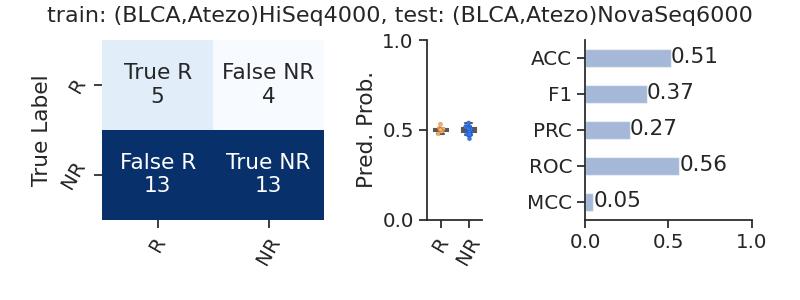 train: (BLCA,Atezo)HiSeq4000, test: (BLCA,Atezo)NovaSeq6000
True Label
R
NR
True R
5
False NR
4
False R
13
True NR
13
R
NR
Pred. Prob.
1.0
0.5
0.0
R
NR
ACC
0.51
F1
0.37
PRC
0.27
ROC
0.56
MCC
0.05
0.0
0.5
1.0